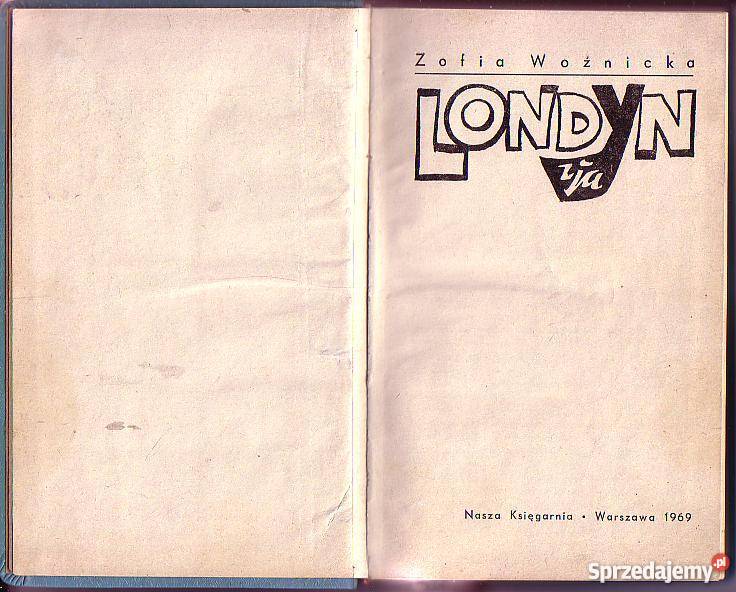 Zofia Woźnicka
LONDYN
i ja
Nasza Księgarnia • Warszawa 1969
Sprzedajemy.pl